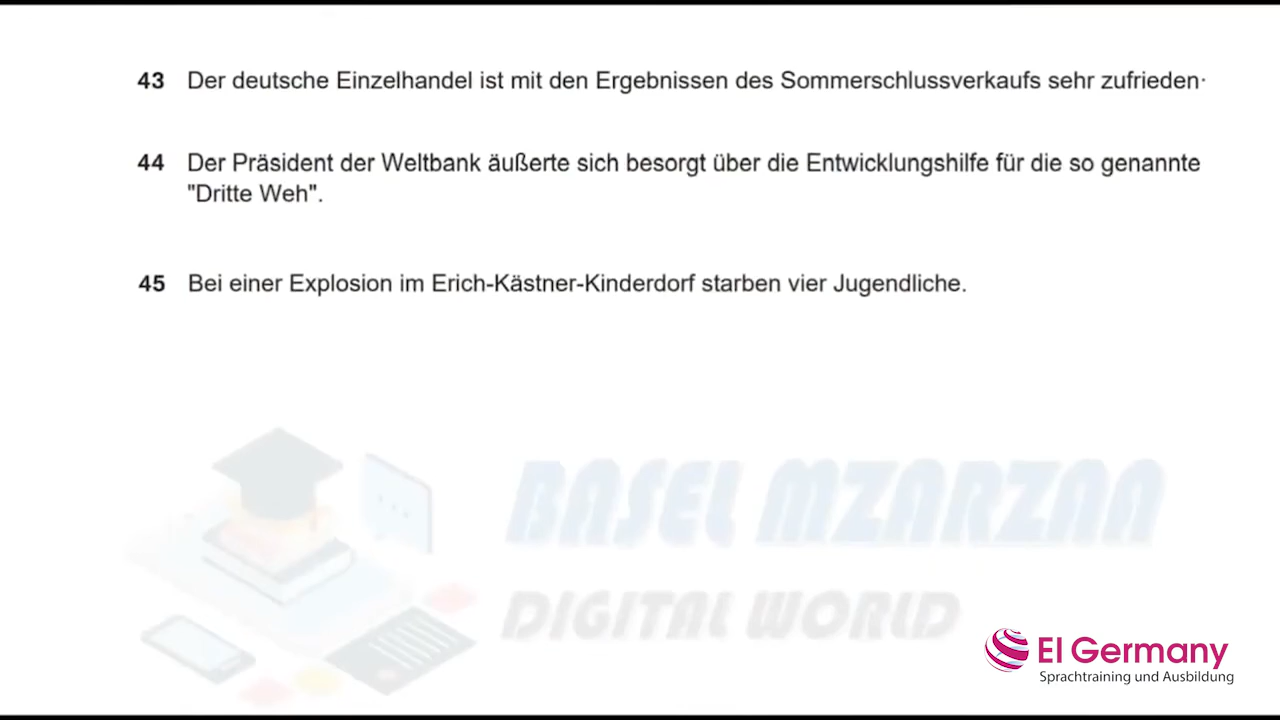 43 Der deutsche Einzelhandel ist mit den Ergebnissen des Sommerschlussverkaufs sehr zufrieden·
44 Der Präsident der Weltbank äußerte sich besorgt über die Entwicklungshilfe für die so genannte
"Dritte Weh".
45 Bei einer Explosion im Erich-Kästner-Kinderdorf starben vier Jugendliche.
BASEL MZARZAA
DIGITAL WORLD
El Germany
Sprachtraining und Ausbildung